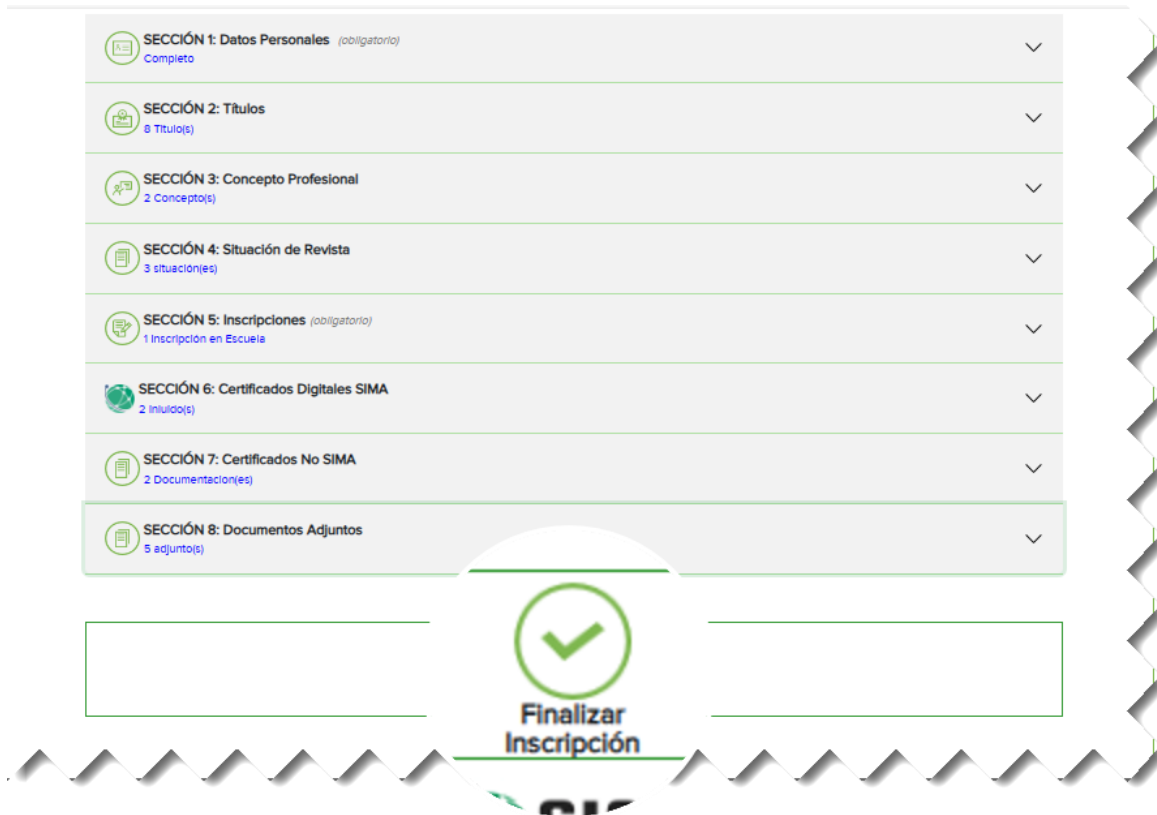 SECCIÓN 1: Datos Personales (obligatorio)
Completo
SECCIÓN 2: Títulos
8 Titulo(s)
SECCIÓN 3: Concepto Profesional
2 Concepto(s)
SECCIÓN 4: Situación de Revista
3 situación(es)
SECCIÓN 5: Inscripciones (obligatorio)
1 Inscripción en Escuela
SECCIÓN 6: Certificados Digitales SIMA
2 Inluido(s)
SECCIÓN 7: Certificados No SIMA
2 Documentacion(es)
SECCIÓN 8: Documentos Adjuntos
5 adjunto(s)
Finalizar
Inscripción